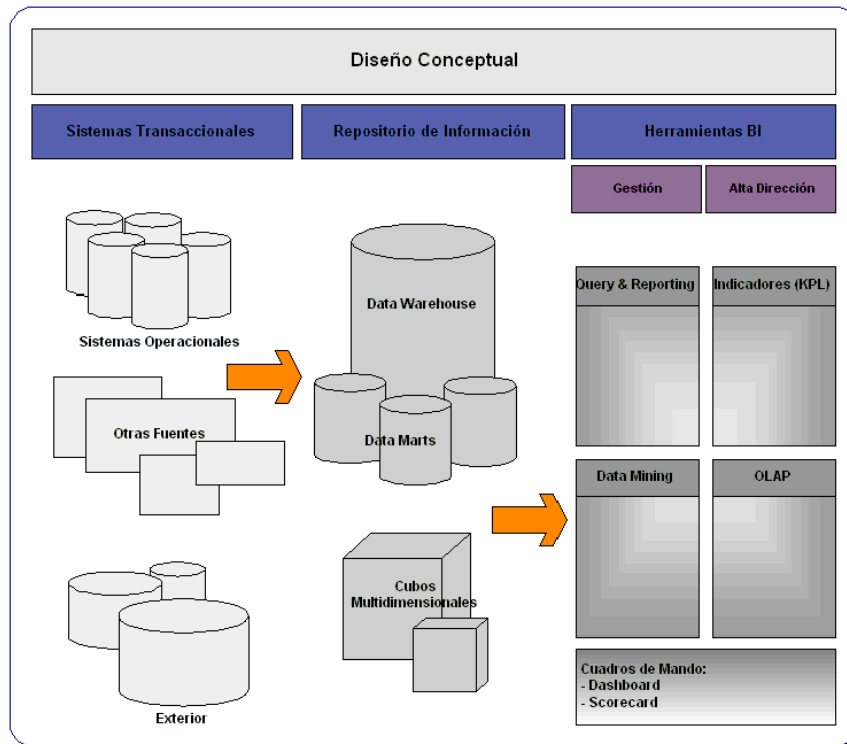 Diseño Conceptual
Sistemas Transaccionales
Repositorio de Información
Herramientas BI
Gestión
Alta Dirección
Sistemas Operacionales
Otras Fuentes
Exterior
Data Warehouse
Data Marts
Cubos
Multidimensionales
Query & Reporting
Indicadores (KPL)
Data Mining
OLAP
Cuadros de Mando:
- Dashboard
- Scorecard